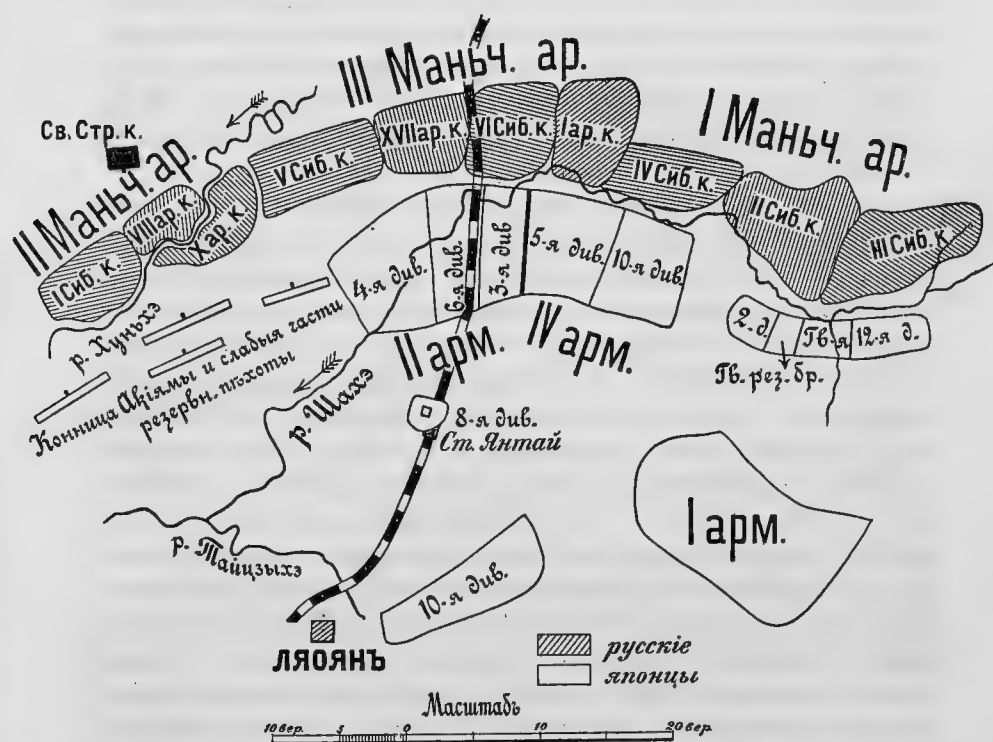 III Маньч. ар.
Св. Стр. к.
XVII ар. к.
VI Сиб. к.
I ар. к.
I Маньч. ар.
II Маньч. ар.
V Сиб. к.
IV Сиб. к.
VIII ар. к.
X ар. к.
II Сиб. к.
III Сиб. к.
I Сиб. к.
4-я див.
6-я див.
3-я див
5-я див.
10-я див.
р. Хуньхэ
2. д.
Гв-я
12-я д.
II арм.
IV арм.
Гв. рез. бр.
Конница Акіямы и слабыя части
резервн. пѣхоты
р. Шахэ
8-я див.
Ст. Янтай
I арм.
р. Тайцзыхэ
10-я див.
ЛЯОЯНЪ
русскіе
японцы
Масштабъ
10 вер. 5 0 10 20 вер.